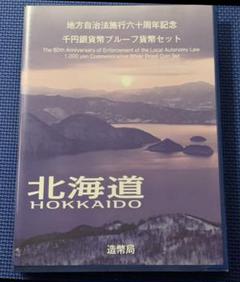 地方自治法施行六十周年記念
千円銀貨幣プルーフ貨幣セット
The 60th Anniversary of Enforcement of the Local Autonomy Law
1,000 yen Commemorative Silver Proof Coin Set
北海道
HOKKAIDO
造幣局